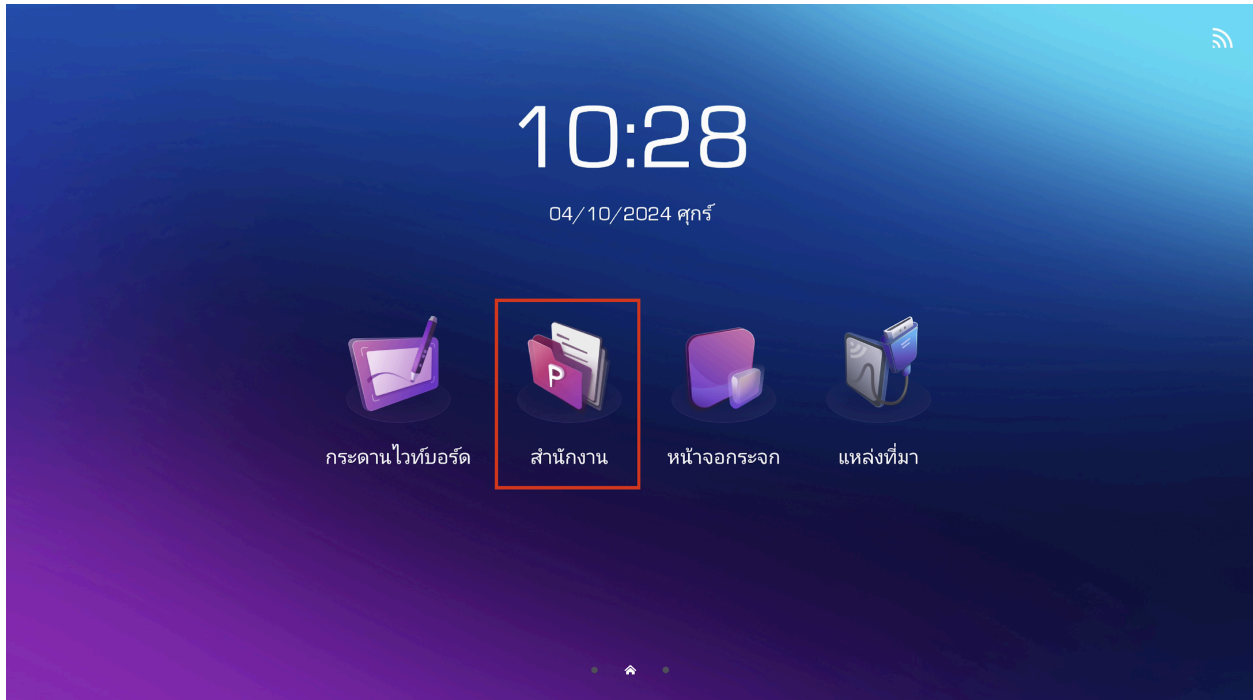 10:28
04/10/2024 ศุกร์
P
กระดานไวท์บอร์ด
สำนักงาน
หน้าจอกระจก
แหล่งที่มา